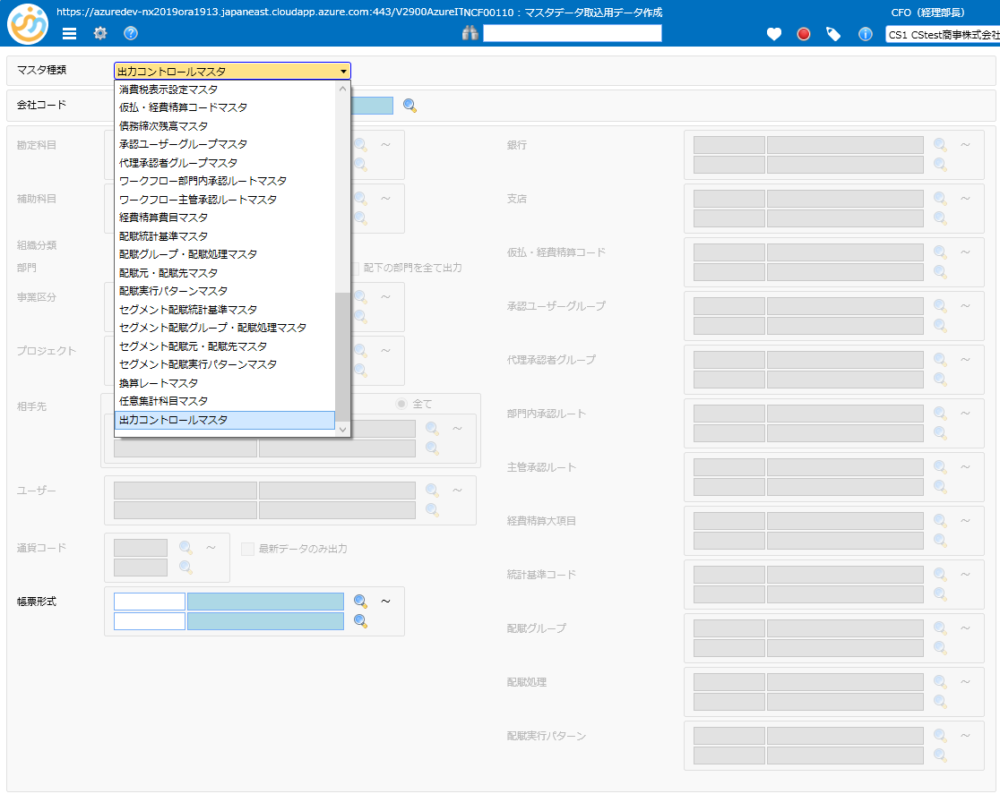 https://azuredev-nx2019ora1913.japaneast.cloudapp.azure.com:443/V2900AzureITNCF00110：マスタデータ取込用データ作成
CFO（経理部長）
CS1 CStest商事株式会社
マスタ種類
出力コントロールマスタ
会社コード
消費税表示設定マスタ
仮払・経費精算コードマスタ
債務締次残高マスタ
承認ユーザーグループマスタ
代理承認者グループマスタ
ワークフロー部門内承認ルートマスタ
ワークフロー主管承認ルートマスタ
経費精算費目マスタ
配賦統計基準マスタ
配賦グループ・配賦処理マスタ
配賦元・配賦先マスタ
配賦実行パターンマスタ
セグメント配賦統計基準マスタ
セグメント配賦グループ・配賦処理マスタ
セグメント配賦元・配賦先マスタ
セグメント配賦実行パターンマスタ
換算レートマスタ
任意集計科目マスタ
出力コントロールマスタ
勘定科目
～
補助科目
～
組織分類
部門
配下の部門を全て出力
事業区分
～
プロジェクト
～
相手先
全て
～
ユーザー
～
通貨コード
～
最新データのみ出力
帳票形式
～
銀行
～
支店
～
仮払・経費精算コード
～
承認ユーザーグループ
～
代理承認者グループ
～
部門内承認ルート
～
主管承認ルート
～
経費精算大項目
～
統計基準コード
～
配賦グループ
～
配賦処理
～
配賦実行パターン
～